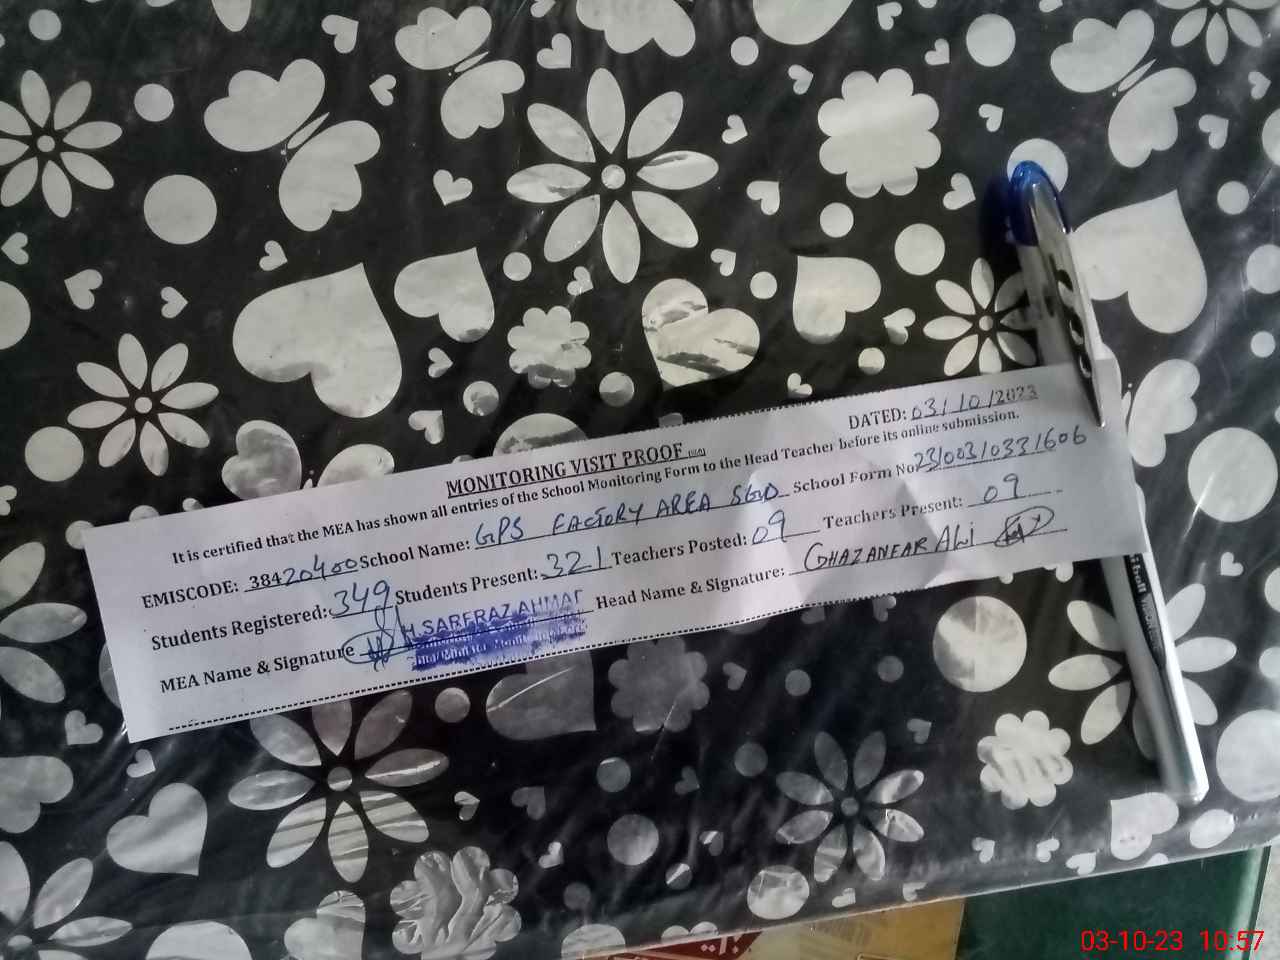 MONITORING VISIT PROOF
DATED: 03/10/2023
It is certified that the MEA has shown all entries of the School Monitoring Form to the Head Teacher before its online submission.
EMISCODE: 38420400 School Name: GPS FACTORY AREA SGD School Form No 231003/0331606
Students Registered: 349 Students Present: 321 Teachers Posted: 09 Teachers Present: 09
MEA Name & Signature M.SARFRAZ AHMAD Head Name & Signature: GHAZANFAR ALI
03-10-23 10:57